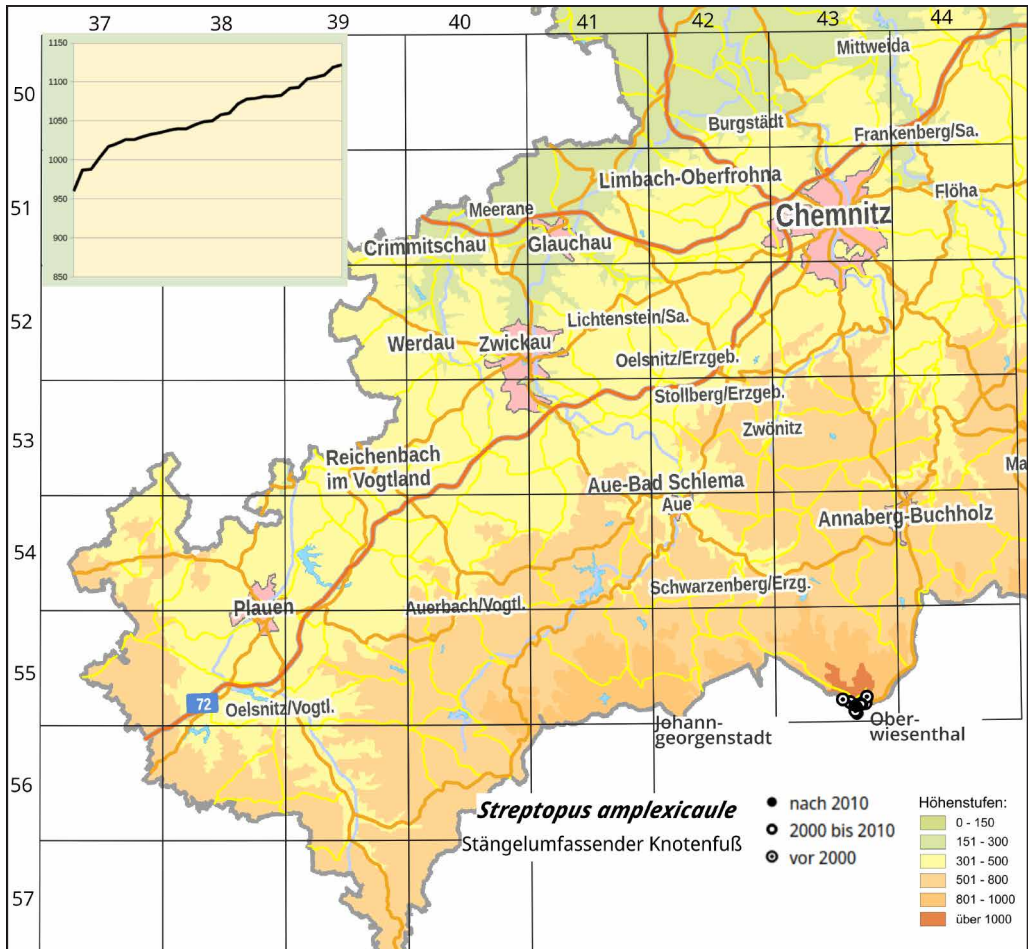 37 38 39 40 41 42 43 44
1150
1100
1050
1000
950
900
850
50
51
52
53
54
55
56
57
Mittweida
Burgstädt
Frankenberg/Sa.
Limbach-Oberfrohna
Flöha
Meerane
Chemnitz
Crimmitschau
Glauchau
Lichtenstein/Sa.
Werdau
Zwickau
Oelsnitz/Erzgeb.
Stollberg/Erzgeb.
Zwönitz
Reichenbach
im Vogtland
Ma
Aue-Bad Schlema
Aue
Annaberg-Buchholz
Schwarzenberg/Erzg.
Plauen
Auerbach/Vogtl.
72
Oelsnitz/Vogtl.
Johann-
georgenstadt
Ober-
wiesenthal
Streptopus amplexicaule
Stängelumfassender Knotenfuß
nach 2010
2000 bis 2010
vor 2000
Höhenstufen:
0 - 150
151 - 300
301 - 500
501 - 800
801 - 1000
über 1000